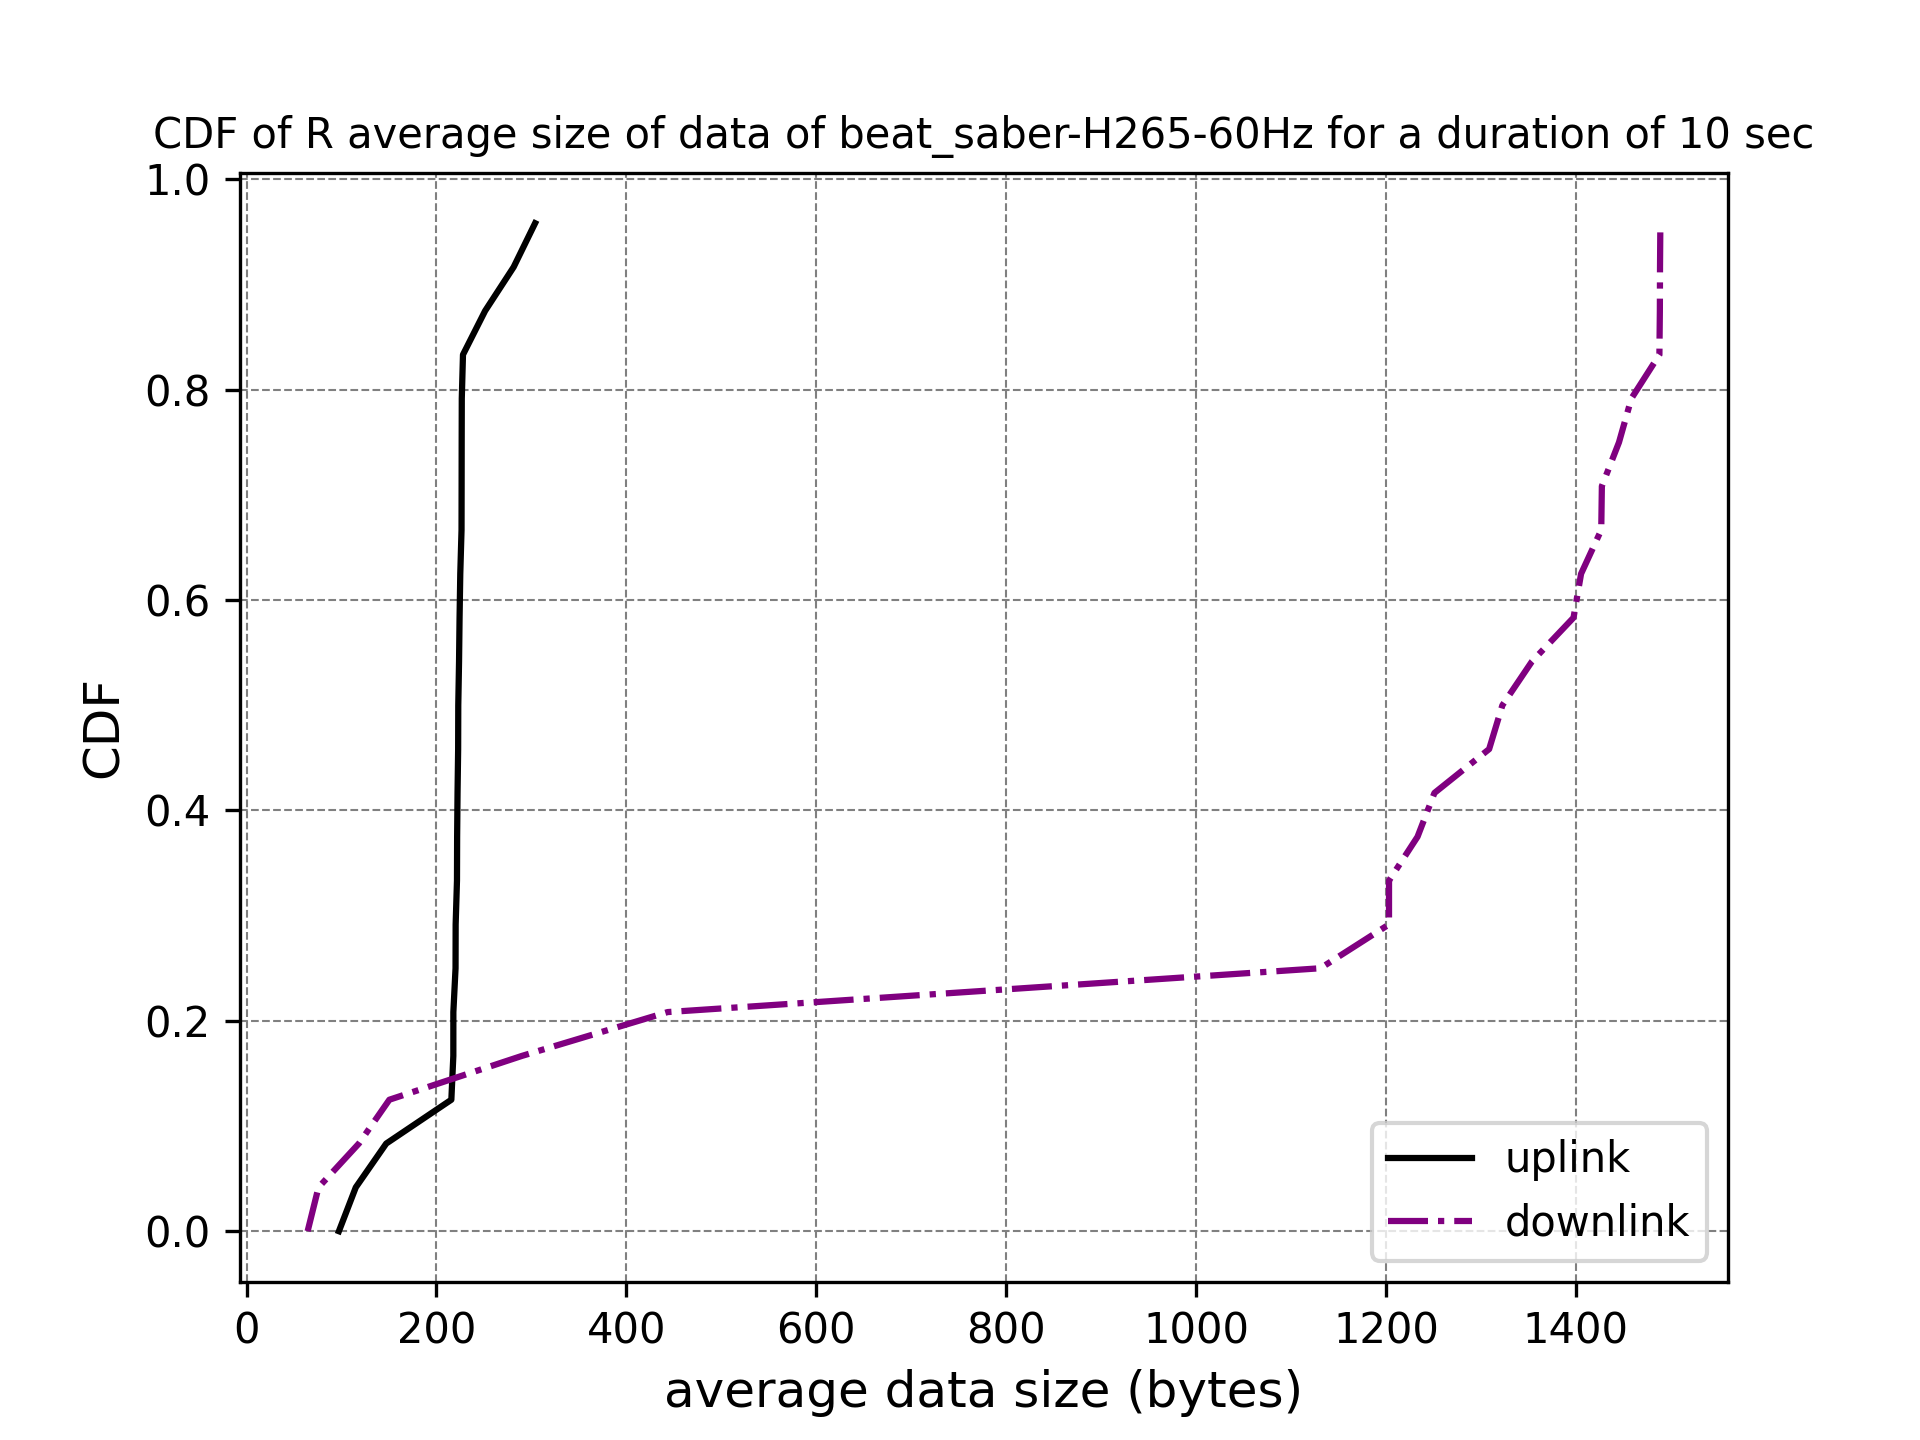 CDF of R average size of data of beat_saber-H265-60Hz for a duration of 10 sec
1.0
0.8
0.6
0.4
0.2
0.0
CDF
0 200 400 600 800 1000 1200 1400
average data size (bytes)
uplink
downlink